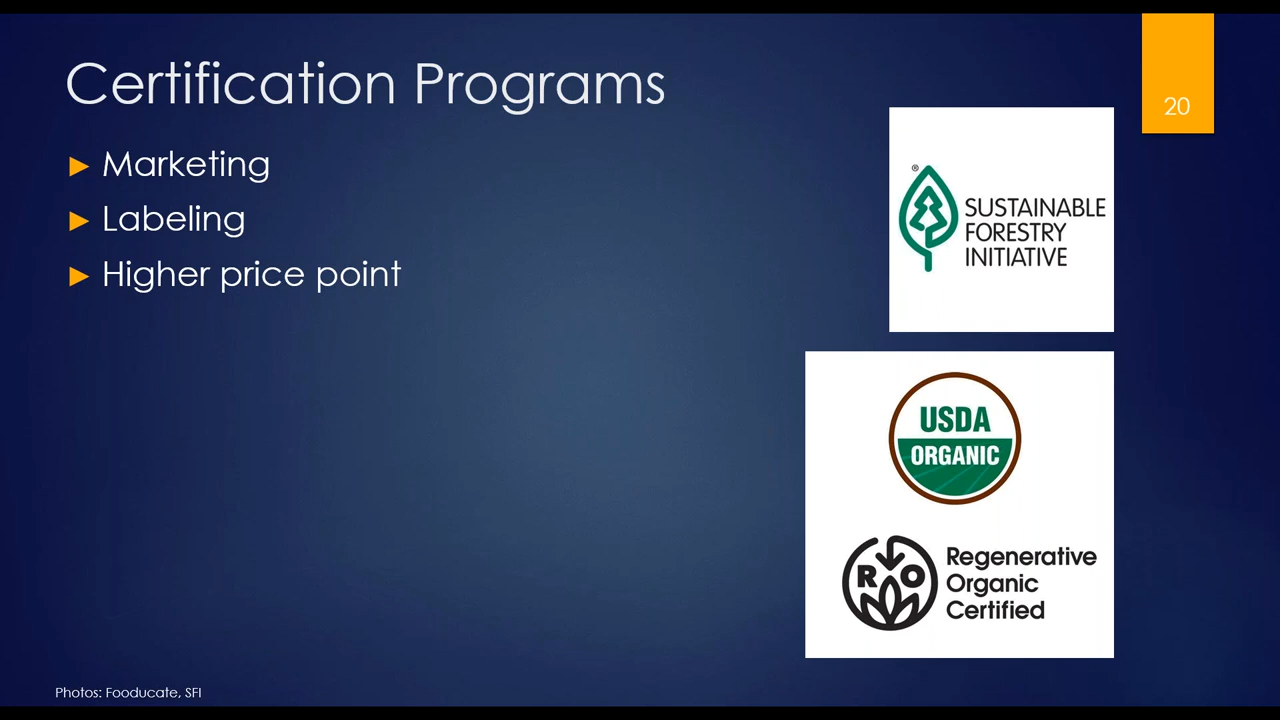 Certification Programs
20
► Marketing
► Labeling
► Higher price point
®
SUSTAINABLE
FORESTRY
INITIATIVE
USDA
ORGANIC
R O
Regenerative
Organic
Certified
Photos: Fooducate, SFI